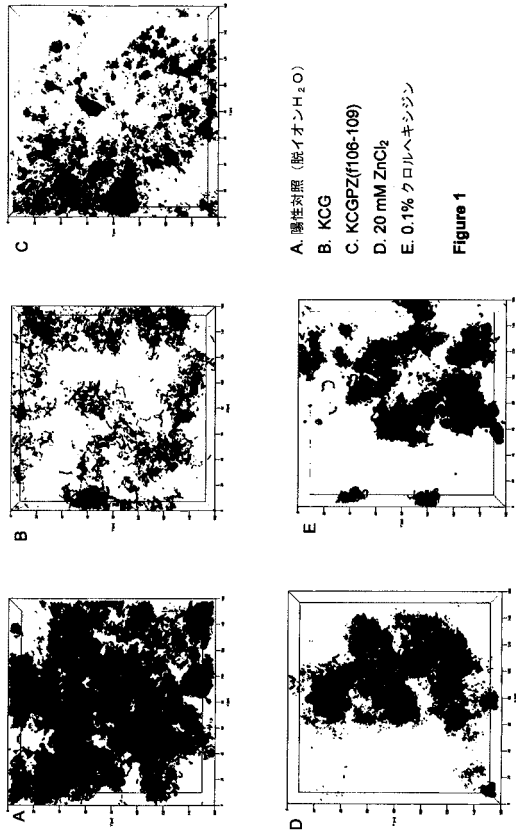 A
B
C
D
E
A. 陽性対照（脱イオンＨ₂Ｏ）
B. KCG
C. KCGPZ(f106-109)
D. 20 mM ZnCl₂
E. 0.1% クロルヘキシジン
Figure 1